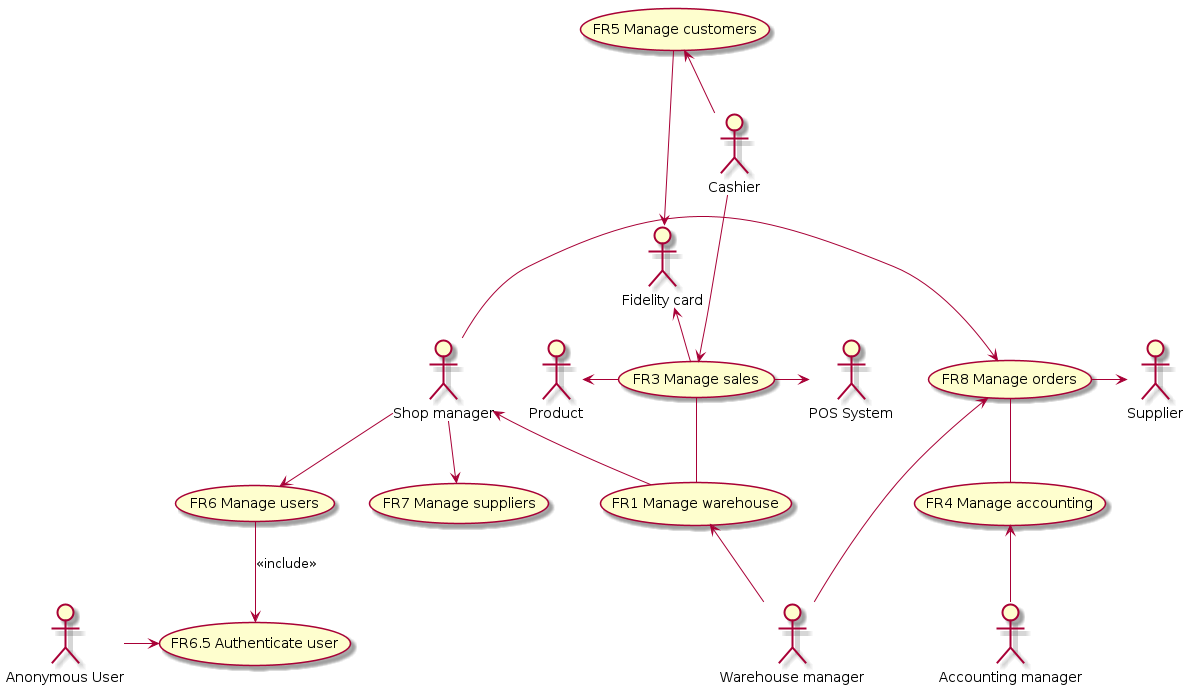 FR5 Manage customers
Cashier
Fidelity card
Shop manager
Product
FR3 Manage sales
POS System
FR8 Manage orders
Supplier
FR6 Manage users
FR7 Manage suppliers
FR1 Manage warehouse
FR4 Manage accounting
«include»
Anonymous User
FR6.5 Authenticate user
Warehouse manager
Accounting manager